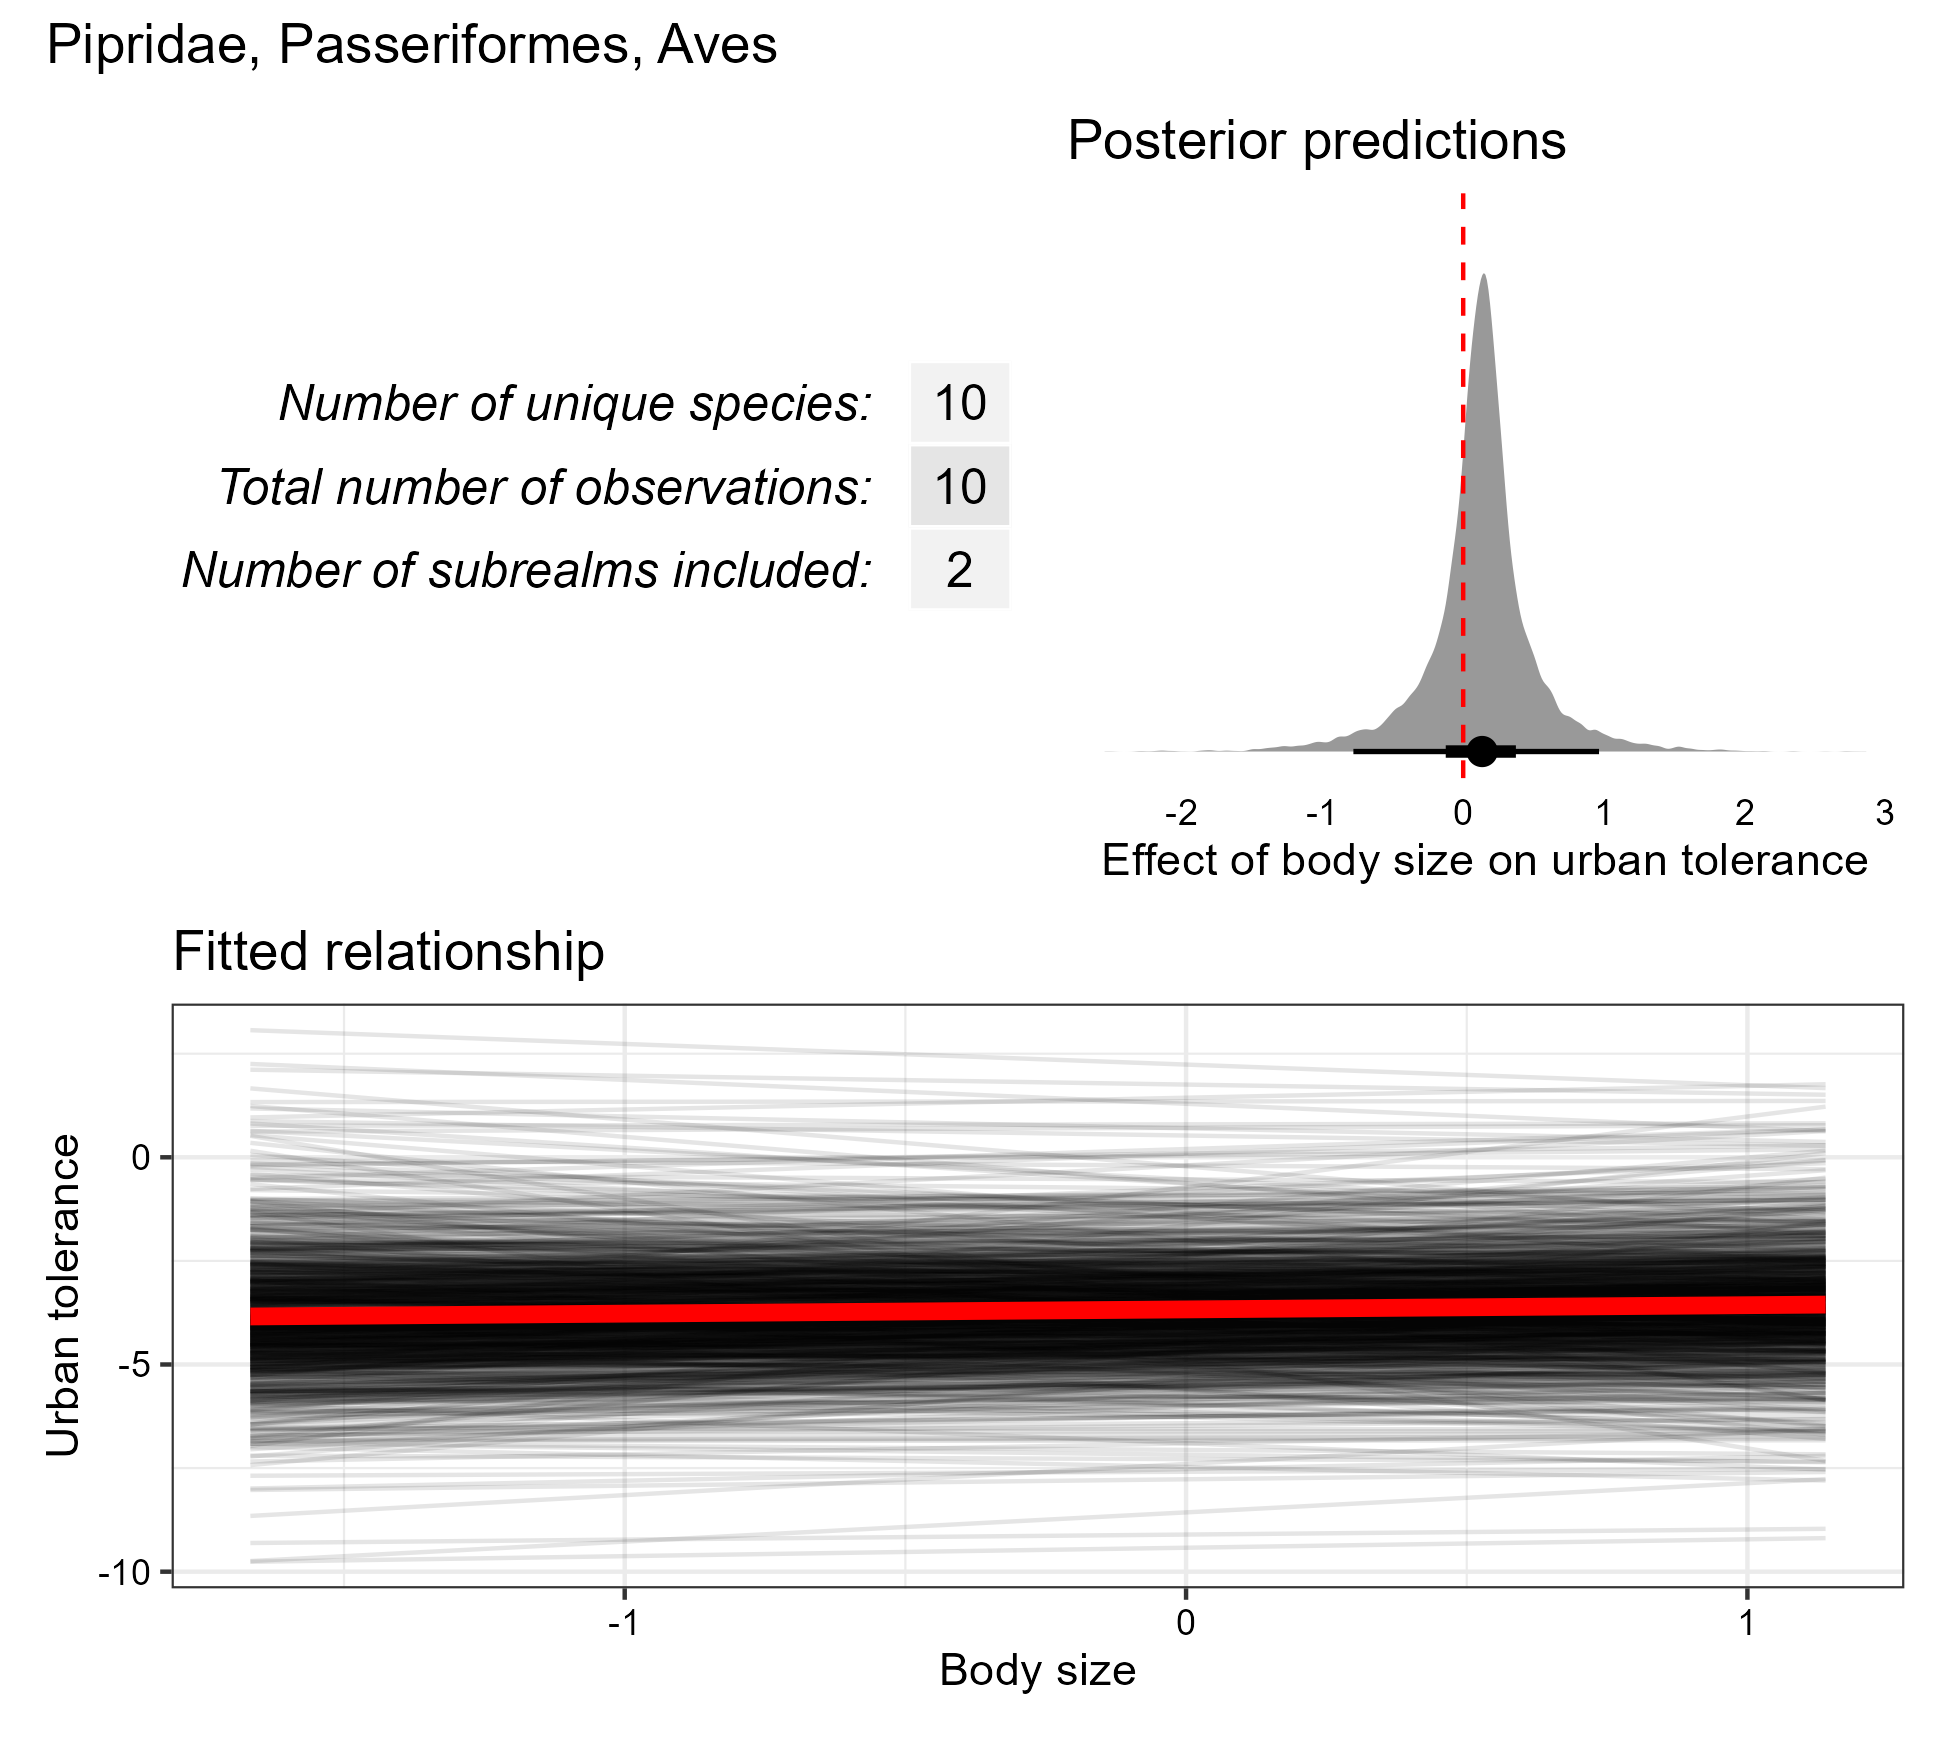 Pipridae, Passeriformes, Aves
Posterior predictions
Number of unique species: 10
Total number of observations: 10
Number of subrealms included: 2
-2 -1 0 1 2 3
Effect of body size on urban tolerance
Fitted relationship
Urban tolerance
0
-5
-10
-1 0 1
Body size